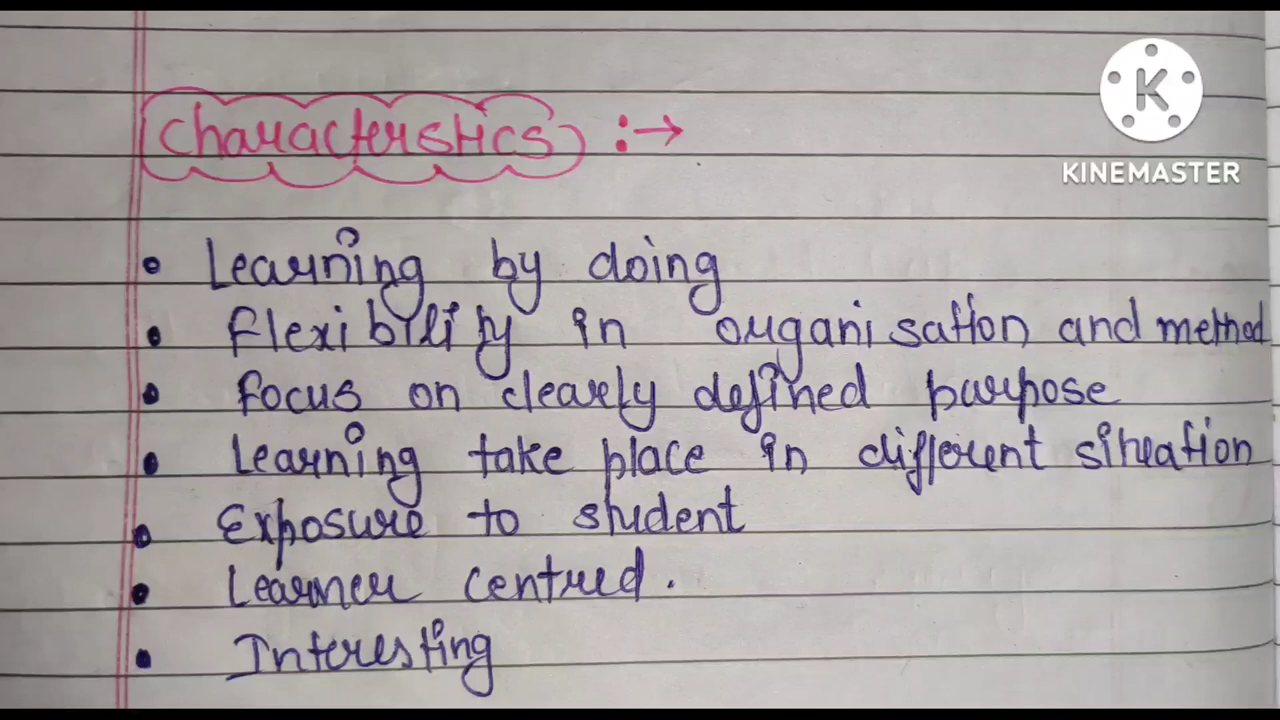 Characteristics :→
K
KINEMASTER
• Learning by doing
• Flexibility in organisation and method
• Focus on clearly defined purpose
• Learning take place in different situation
• Exposure to student
• Learner centred.
• Interesting